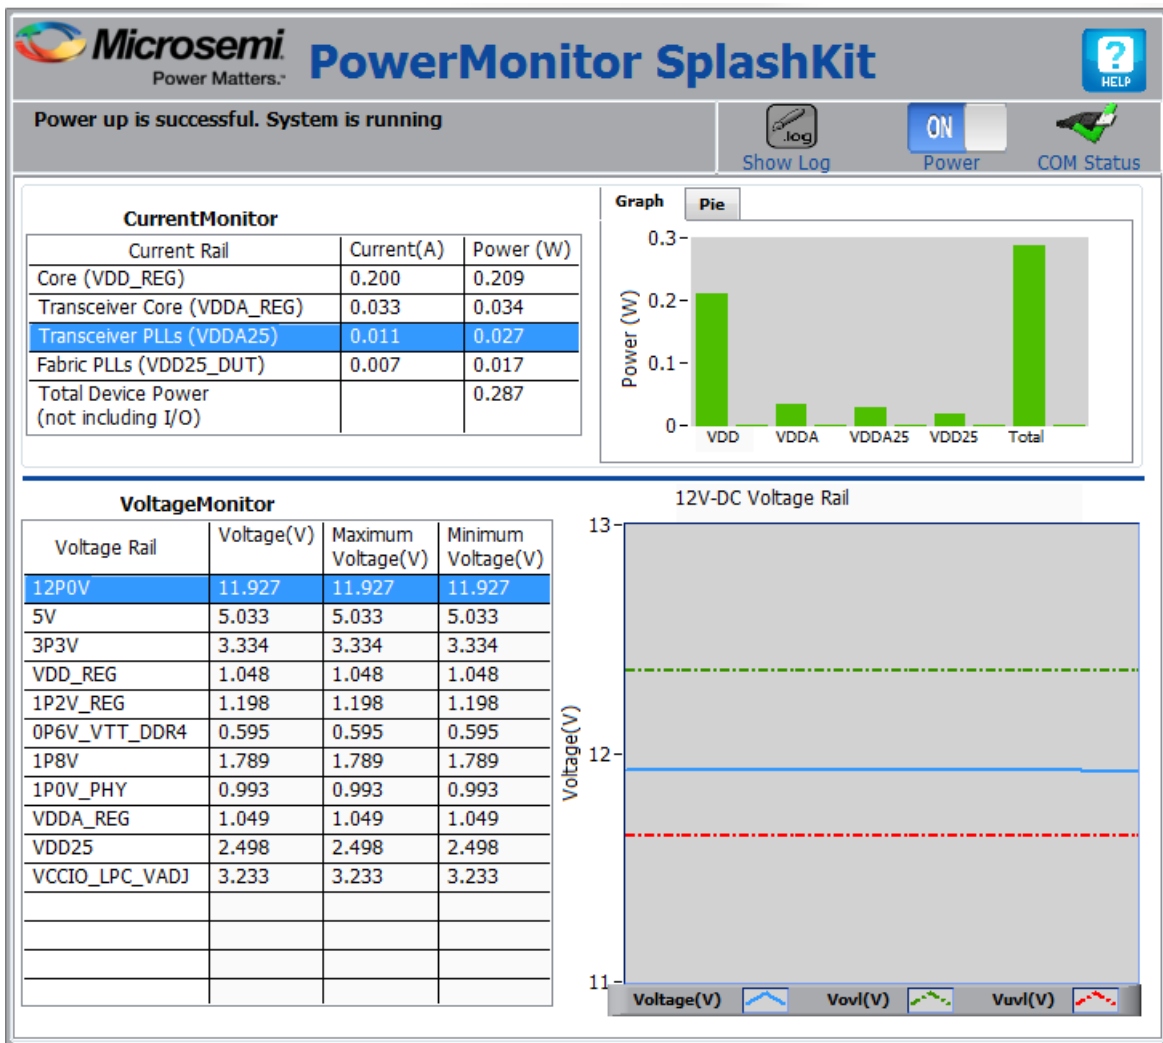 Microsemi.
Power Matters.™
PowerMonitor SplashKit
HELP
Power up is successful. System is running
.log
Show Log
ON
Power
COM Status
CurrentMonitor
Current Rail Current(A) Power (W)
Core (VDD_REG) 0.200 0.209
Transceiver Core (VDDA_REG) 0.033 0.034
Transceiver PLLs (VDDA25) 0.011 0.027
Fabric PLLs (VDD25_DUT) 0.007 0.017
Total Device Power 0.287
(not including I/O)
Graph Pie
Power (W)
0.3
0.2
0.1
0
VDD VDDA VDDA25 VDD25 Total
VoltageMonitor
Voltage Rail Voltage(V) Maximum Voltage(V) Minimum Voltage(V)
12P0V 11.927 11.927 11.927
5V 5.033 5.033 5.033
3P3V 3.334 3.334 3.334
VDD_REG 1.048 1.048 1.048
1P2V_REG 1.198 1.198 1.198
0P6V_VTT_DDR4 0.595 0.595 0.595
1P8V 1.789 1.789 1.789
1P0V_PHY 0.993 0.993 0.993
VDDA_REG 1.049 1.049 1.049
VDD25 2.498 2.498 2.498
VCCIO_LPC_VADJ 3.233 3.233 3.233
12V-DC Voltage Rail
Voltage(V)
13
12
11
Voltage(V) Vovl(V) Vuvl(V)